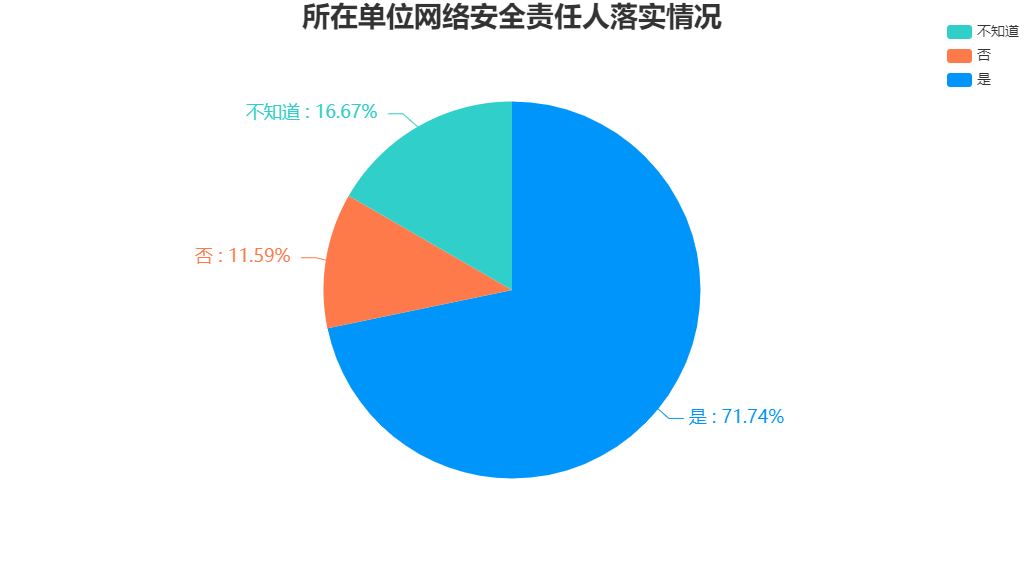 所在单位网络安全责任人落实情况
不知道
否
是
不知道 : 16.67%
否 : 11.59%
是 : 71.74%